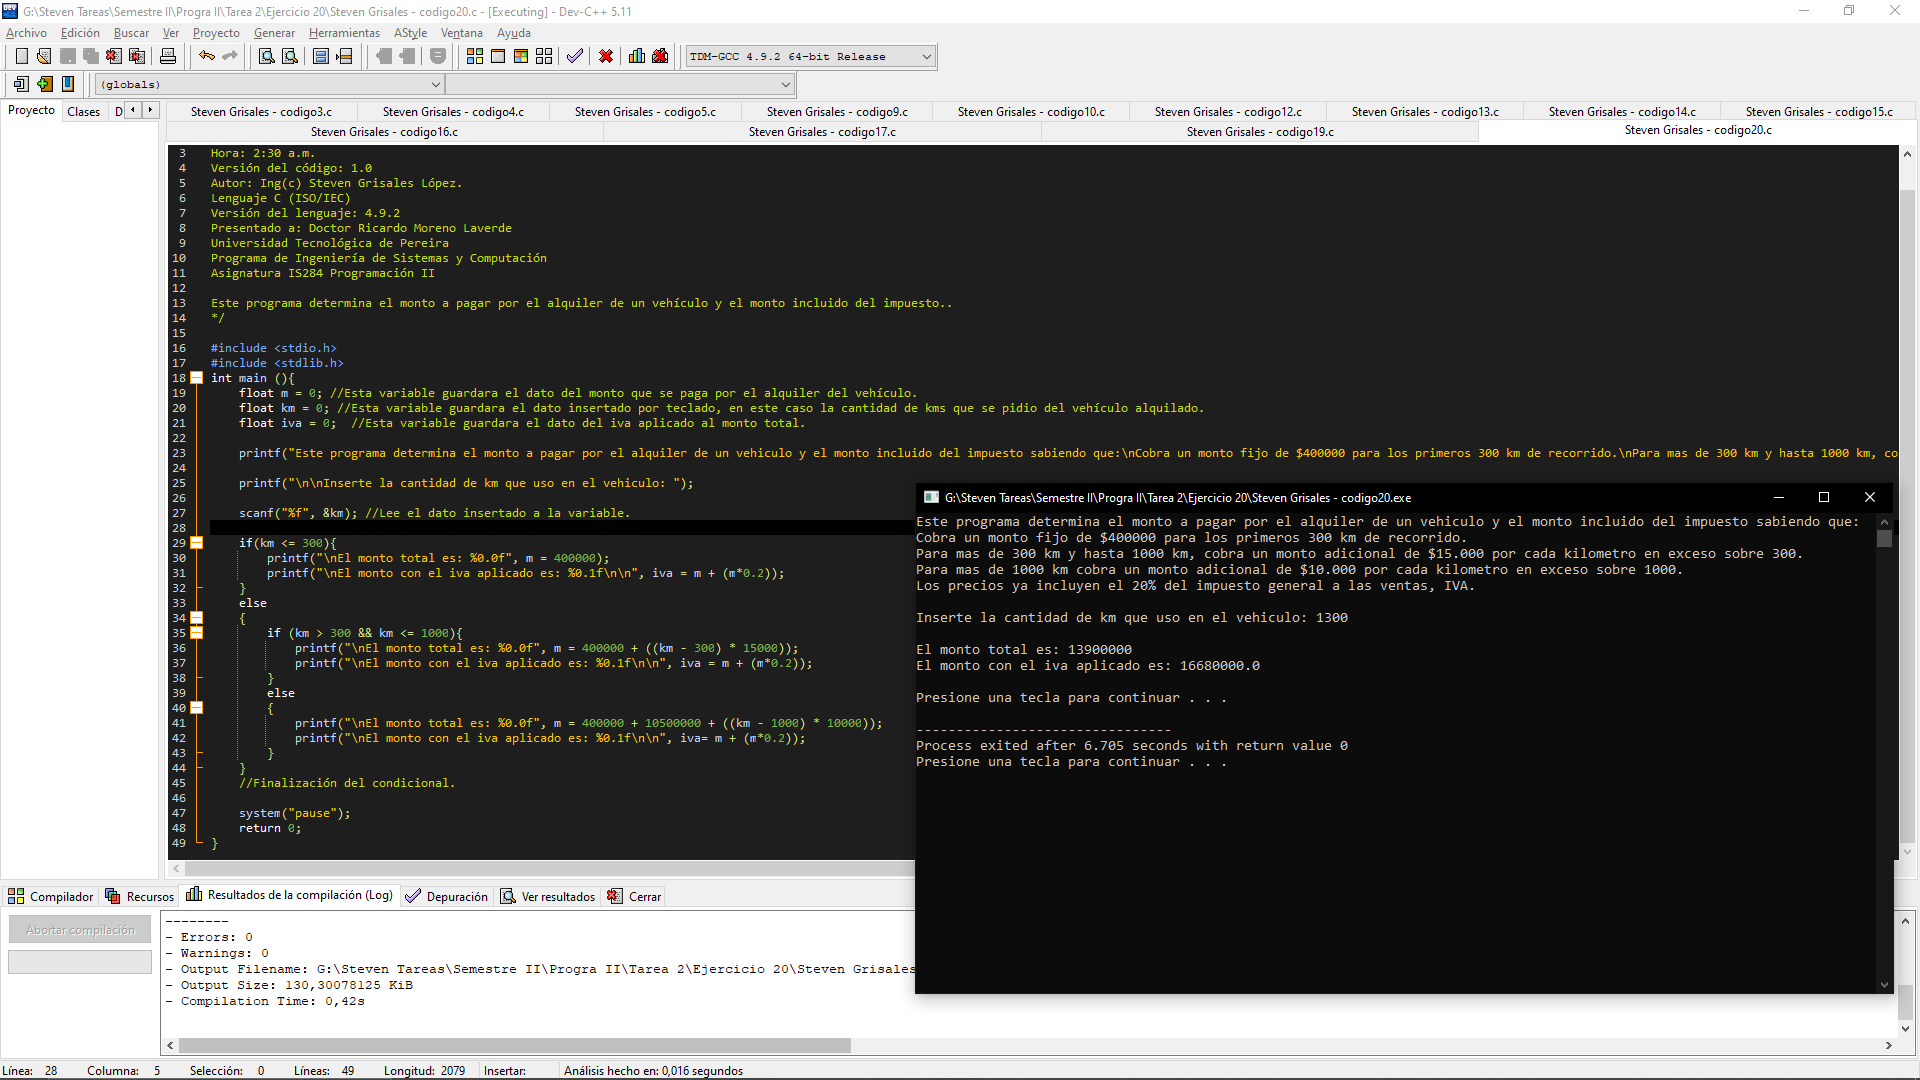 G:\Steven Tareas\Semestre II\Progra II\Tarea 2\Ejercicio 20\Steven Grisales - codigo20.c - [Executing] - Dev-C++ 5.11
Archivo Edición Buscar Ver Proyecto Generar Herramientas AStyle Ventana Ayuda
TDM-GCC 4.9.2 64-bit Release
(globals)
Proyecto Clases D
Steven Grisales - codigo3.c Steven Grisales - codigo4.c Steven Grisales - codigo5.c Steven Grisales - codigo9.c Steven Grisales - codigo10.c Steven Grisales - codigo12.c Steven Grisales - codigo13.c Steven Grisales - codigo14.c Steven Grisales - codigo15.c
Steven Grisales - codigo16.c Steven Grisales - codigo17.c Steven Grisales - codigo19.c Steven Grisales - codigo20.c
3 Hora: 2:30 a.m.
4 Versión del código: 1.0
5 Autor: Ing(c) Steven Grisales López.
6 Lenguaje C (ISO/IEC)
7 Versión del lenguaje: 4.9.2
8 Presentado a: Doctor Ricardo Moreno Laverde
9 Universidad Tecnológica de Pereira
10 Programa de Ingeniería de Sistemas y Computación
11 Asignatura IS284 Programación II
12
13 Este programa determina el monto a pagar por el alquiler de un vehículo y el monto incluido del impuesto..
14 */
15
16 #include <stdio.h>
17 #include <stdlib.h>
18 int main (){
19 float m = 0; //Esta variable guardara el dato del monto que se paga por el alquiler del vehículo.
20 float km = 0; //Esta variable guardara el dato insertado por teclado, en este caso la cantidad de kms que se pidio del vehículo alquilado.
21 float iva = 0; //Esta variable guardara el dato del iva aplicado al monto total.
22
23 printf("Este programa determina el monto a pagar por el alquiler de un vehiculo y el monto incluido del impuesto sabiendo que:\nCobra un monto fijo de $400000 para los primeros 300 km de recorrido.\nPara mas de 300 km y hasta 1000 km, co
24
25 printf("\n\nInserte la cantidad de km que uso en el vehiculo: ");
26
27 scanf("%f", &km); //Lee el dato insertado a la variable.
28
29 if(km <= 300){
30 printf("\nEl monto total es: %0.0f", m = 400000);
31 printf("\nEl monto con el iva aplicado es: %0.1f\n\n", iva = m + (m*0.2));
32 }
33 else
34 {
35 if (km > 300 && km <= 1000){
36 printf("\nEl monto total es: %0.0f", m = 400000 + ((km - 300) * 15000));
37 printf("\nEl monto con el iva aplicado es: %0.1f\n\n", iva = m + (m*0.2));
38 }
39 else
40 {
41 printf("\nEl monto total es: %0.0f", m = 400000 + 10500000 + ((km - 1000) * 10000));
42 printf("\nEl monto con el iva aplicado es: %0.1f\n\n", iva= m + (m*0.2));
43 }
44 }
45 //Finalización del condicional.
46
47 system("pause");
48 return 0;
49 }
G:\Steven Tareas\Semestre II\Progra II\Tarea 2\Ejercicio 20\Steven Grisales - codigo20.exe
Este programa determina el monto a pagar por el alquiler de un vehiculo y el monto incluido del impuesto sabiendo que:
Cobra un monto fijo de $400000 para los primeros 300 km de recorrido.
Para mas de 300 km y hasta 1000 km, cobra un monto adicional de $15.000 por cada kilometro en exceso sobre 300.
Para mas de 1000 km cobra un monto adicional de $10.000 por cada kilometro en exceso sobre 1000.
Los precios ya incluyen el 20% del impuesto general a las ventas, IVA.
Inserte la cantidad de km que uso en el vehiculo: 1300
El monto total es: 13900000
El monto con el iva aplicado es: 16680000.0
Presione una tecla para continuar . . .
--------------------------------
Process exited after 6.705 seconds with return value 0
Presione una tecla para continuar . . .
Compilador Recursos Resultados de la compilación (Log) Depuración Ver resultados Cerrar
Abortar compilación
--------
- Errors: 0
- Warnings: 0
- Output Filename: G:\Steven Tareas\Semestre II\Progra II\Tarea 2\Ejercicio 20\Steven Grisales
- Output Size: 130,30078125 KiB
- Compilation Time: 0,42s
Línea: 28 Columna: 5 Selección: 0 Líneas: 49 Longitud: 2079 Insertar: Análisis hecho en: 0,016 segundos